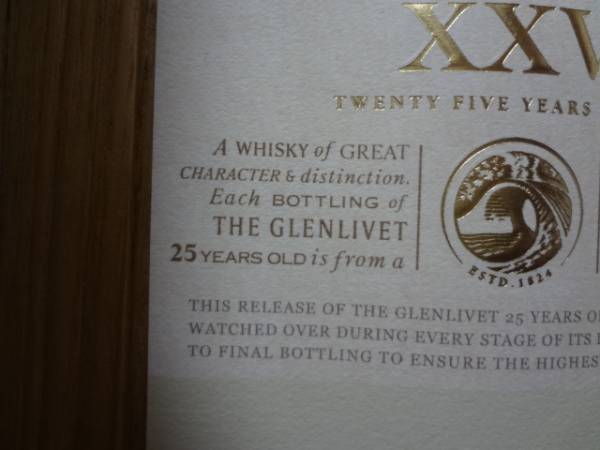 XXV
TWENTY FIVE YEARS
A WHISKY of GREAT
CHARACTER & distinction.
Each BOTTLING of
THE GLENLIVET
25 YEARS OLD is from a
ESTD. 1824
THIS RELEASE OF THE GLENLIVET 25 YEARS
WATCHED OVER DURING EVERY STAGE OF ITS
TO FINAL BOTTLING TO ENSURE THE HIGHES